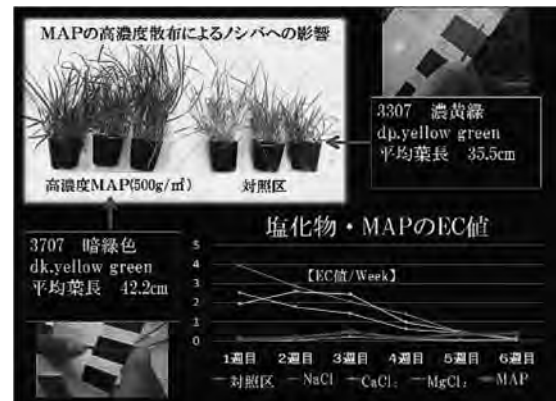 MAPの高濃度散布によるノシバへの影響
高濃度MAP(500g/㎡)
対照区
3307 濃黄緑
dp.yellow green
平均葉長 35.5cm
3707 暗緑色
dk.yellow green
平均葉長 42.2cm
塩化物・MAPのEC値
【EC値/Week】
5
4
3
2
1
0
1週目 2週目 3週目 4週目 5週目 6週目
対照区 NaCl CaCl₂ MgCl₂ MAP